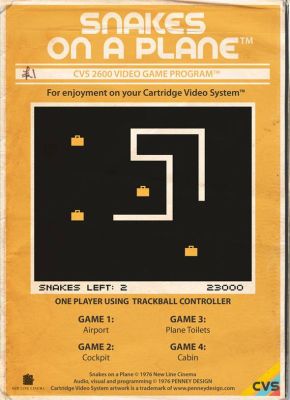 SNAKES
ON A PLANE™
CVS 2600 VIDEO GAME PROGRAM™
For enjoyment on your Cartridge Video System™
SNAKES LEFT: 2 23000
ONE PLAYER USING TRACKBALL CONTROLLER
GAME 1:
Airport
GAME 2:
Cockpit
GAME 3:
Plane Toilets
GAME 4:
Cabin
Snakes on a Plane © 1976 New Line Cinema
Audio, visual and programming © 1976 PENNEY DESIGN
Cartridge Video System artwork is a trademark of www.penneydesign.com
NEW LINE CINEMA
CVS